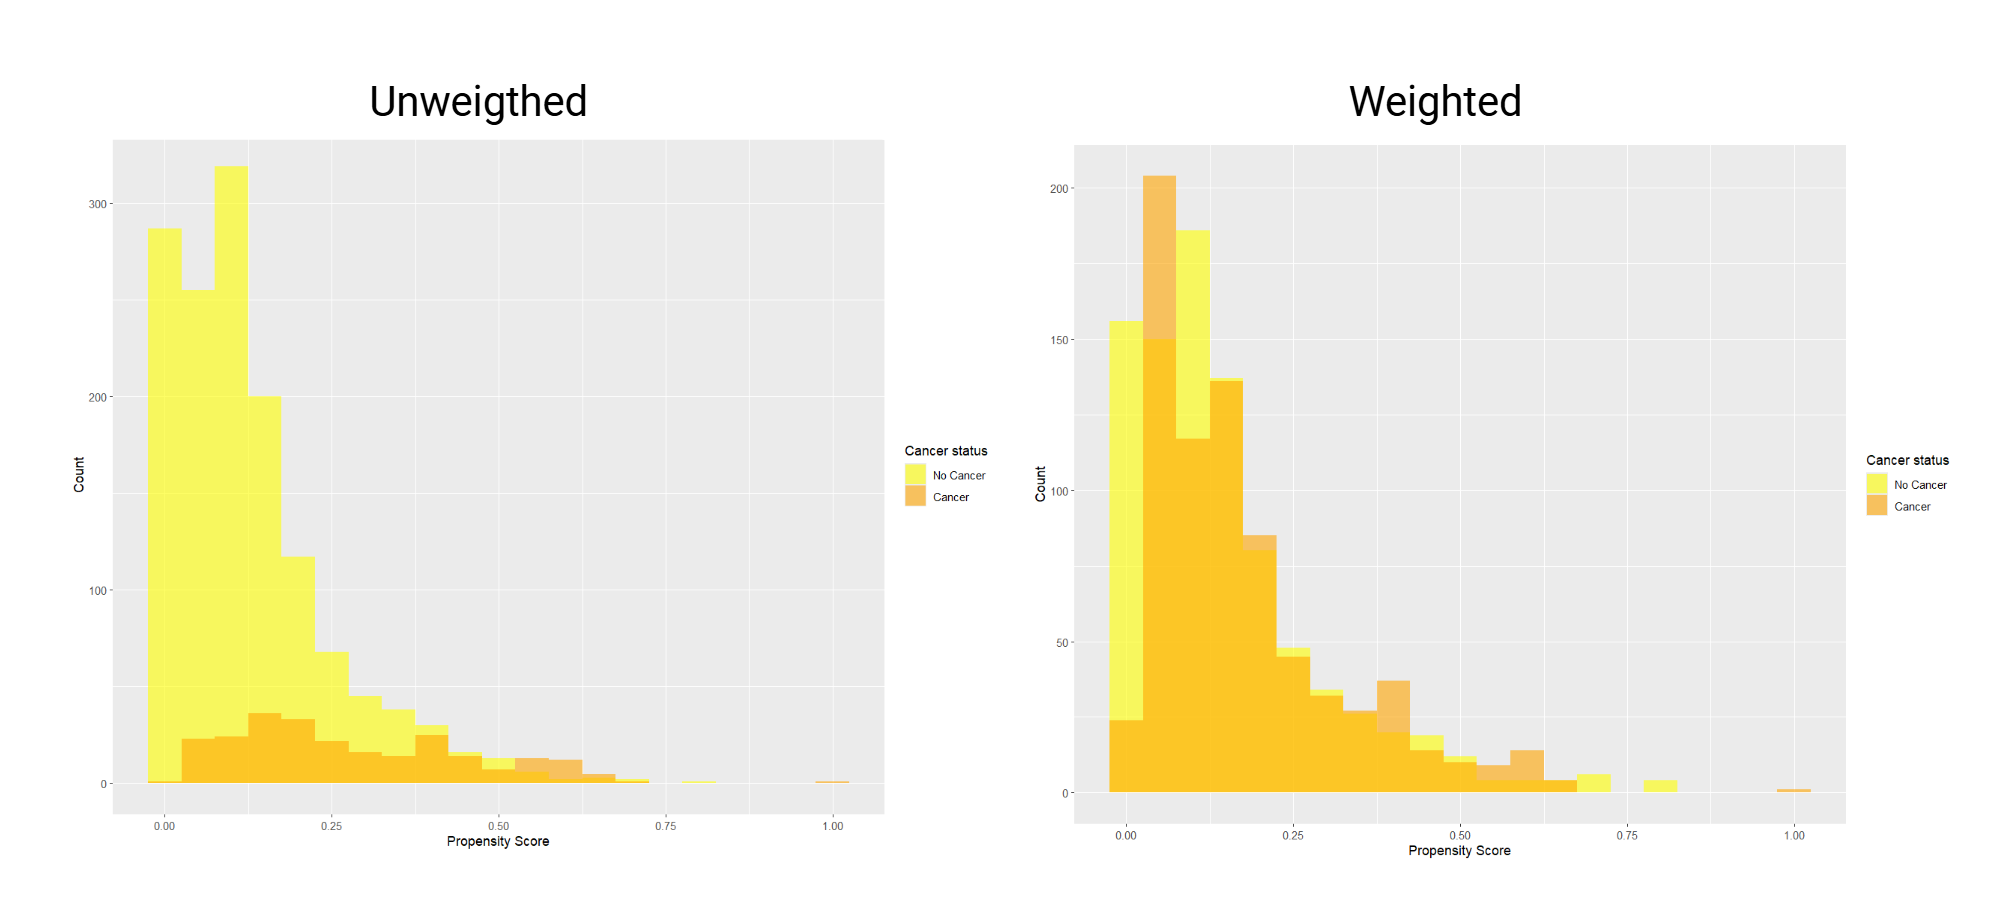 Unweigthed
Weighted
300
200
100
0
Count
0.00 0.25 0.50 0.75 1.00
Propensity Score
Cancer status
No Cancer
Cancer
200
150
100
50
0
Count
0.00 0.25 0.50 0.75 1.00
Propensity Score
Cancer status
No Cancer
Cancer